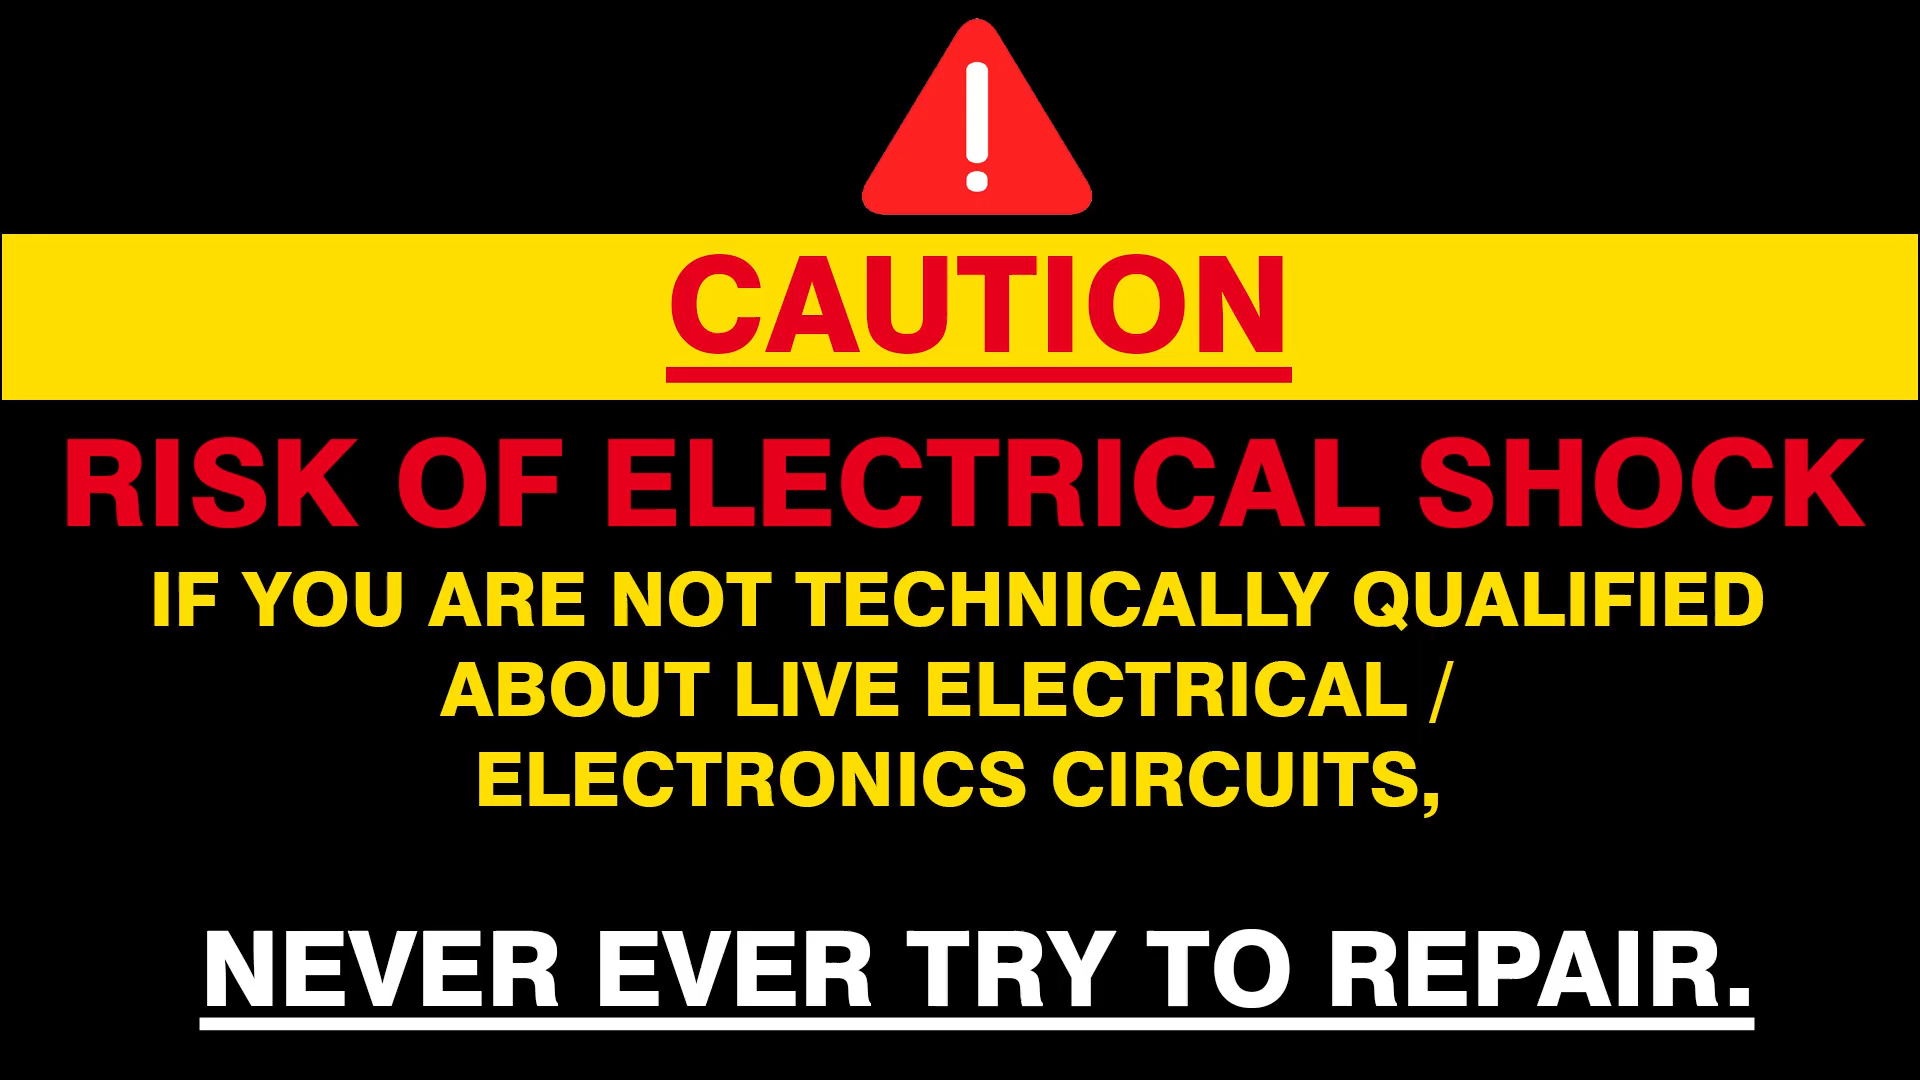 CAUTION
RISK OF ELECTRICAL SHOCK
IF YOU ARE NOT TECHNICALLY QUALIFIED
ABOUT LIVE ELECTRICAL /
ELECTRONICS CIRCUITS,
NEVER EVER TRY TO REPAIR.